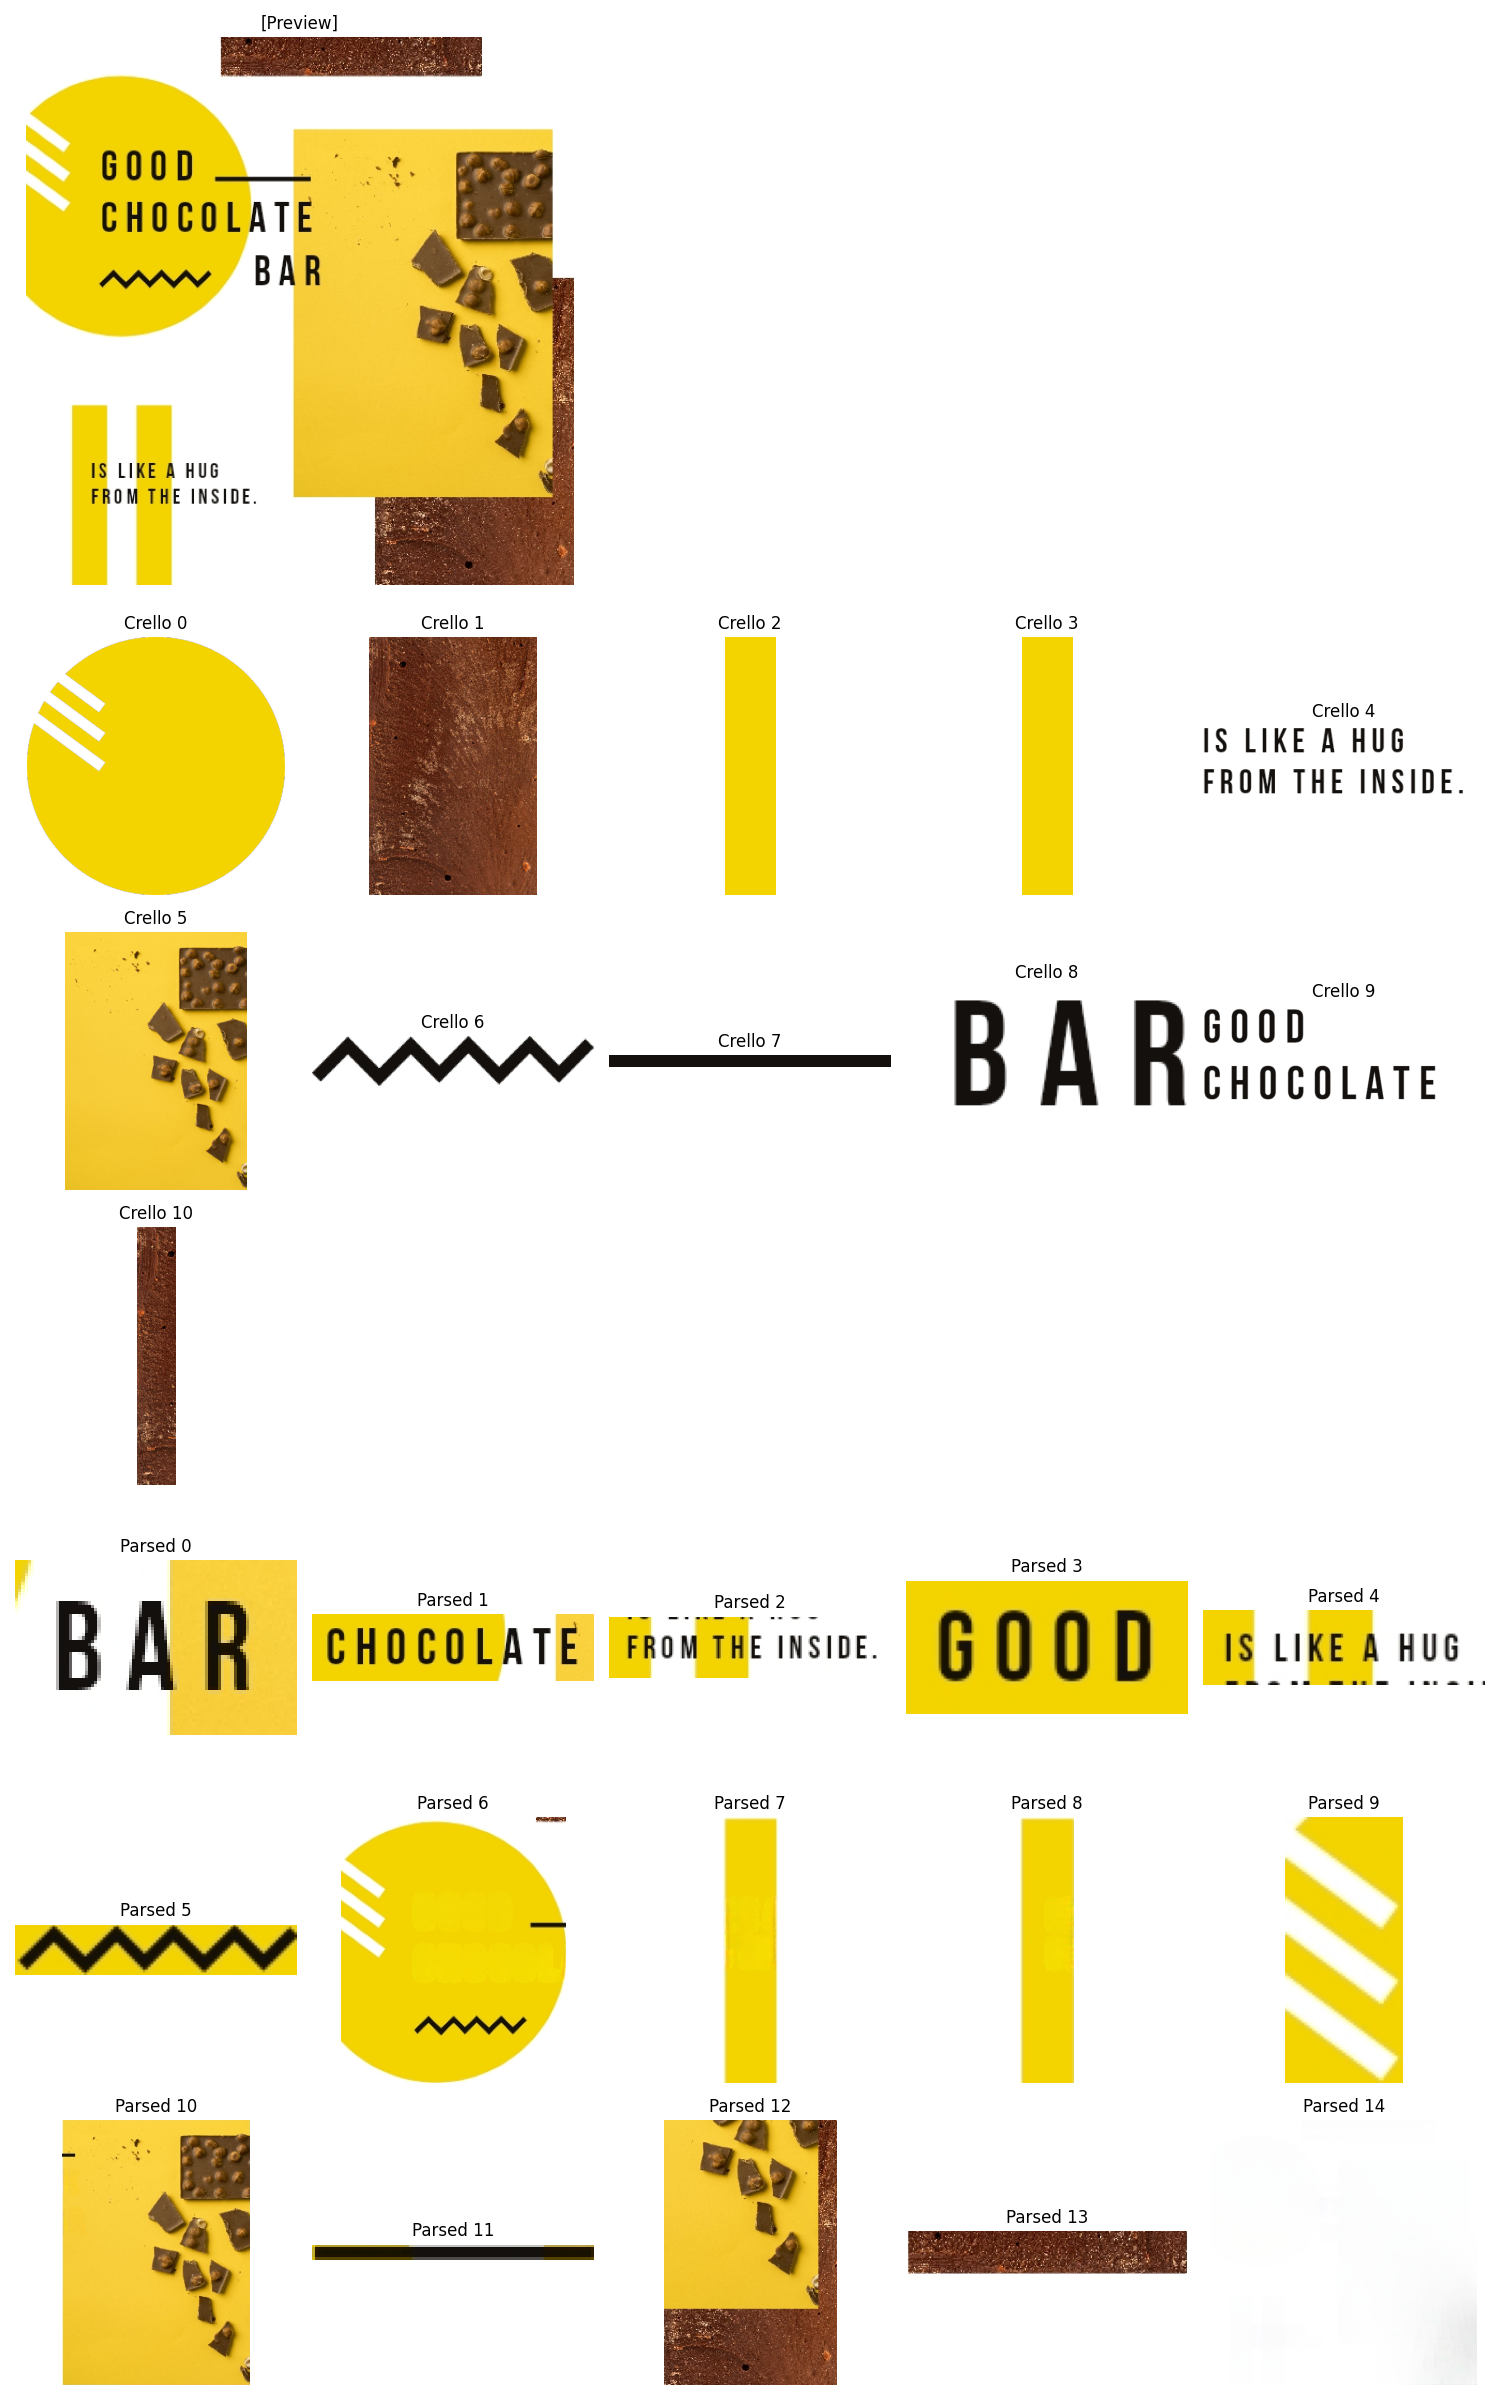 [Preview]
GOOD
CHOCOLATE
BAR
IS LIKE A HUG
FROM THE INSIDE.
Crello 0
Crello 1
Crello 2
Crello 3
Crello 4
IS LIKE A HUG
FROM THE INSIDE.
Crello 5
Crello 6
Crello 7
Crello 8
BAR
Crello 9
GOOD
CHOCOLATE
Crello 10
Parsed 0
BAR
Parsed 1
CHOCOLATE
Parsed 2
FROM THE INSIDE.
Parsed 3
GOOD
Parsed 4
IS LIKE A HUG
Parsed 5
Parsed 6
Parsed 7
Parsed 8
Parsed 9
Parsed 10
Parsed 11
Parsed 12
Parsed 13
Parsed 14